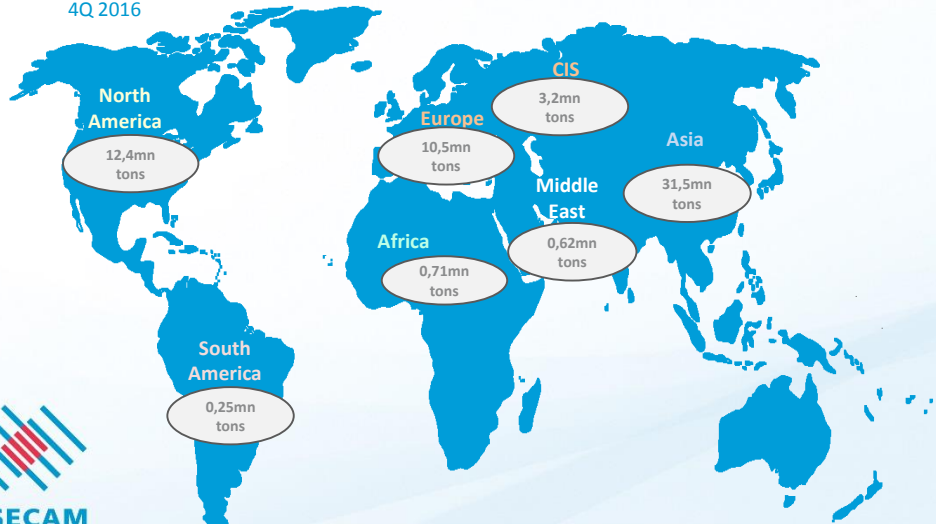 4Q 2016
North
America
12,4mn
tons
CIS
3,2mn
tons
Europe
10,5mn
tons
Asia
31,5mn
tons
Middle
East
0,62mn
tons
Africa
0,71mn
tons
South
America
0,25mn
tons
SECAM